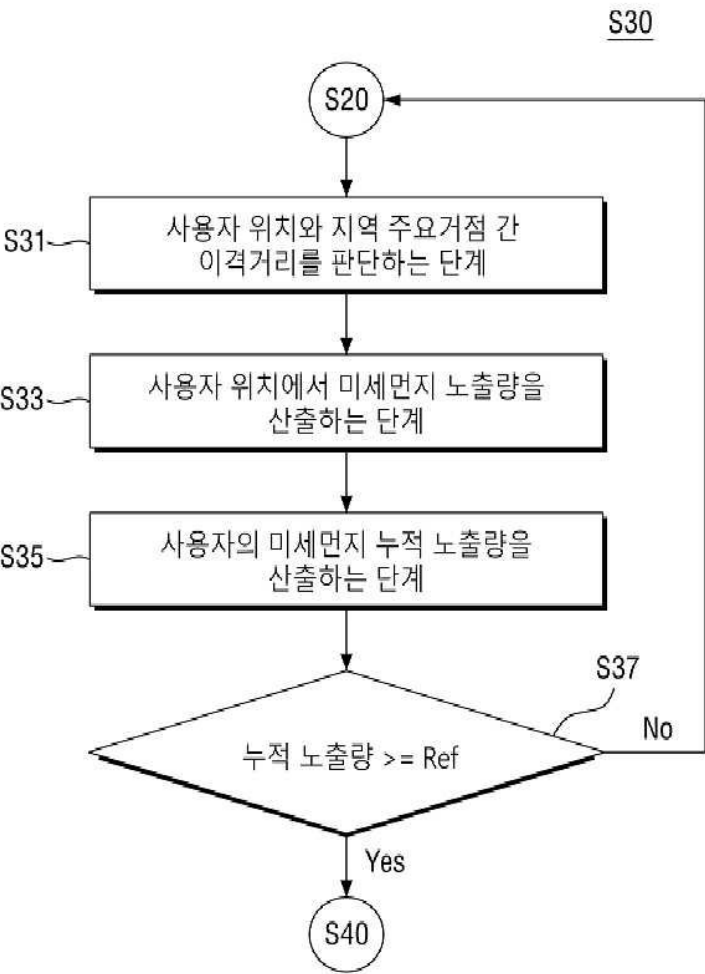 S30
S20
S31
사용자 위치와 지역 주요거점 간
이격거리를 판단하는 단계
S33
사용자 위치에서 미세먼지 노출량을
산출하는 단계
S35
사용자의 미세먼지 누적 노출량을
산출하는 단계
S37
누적 노출량 >= Ref
No
Yes
S40